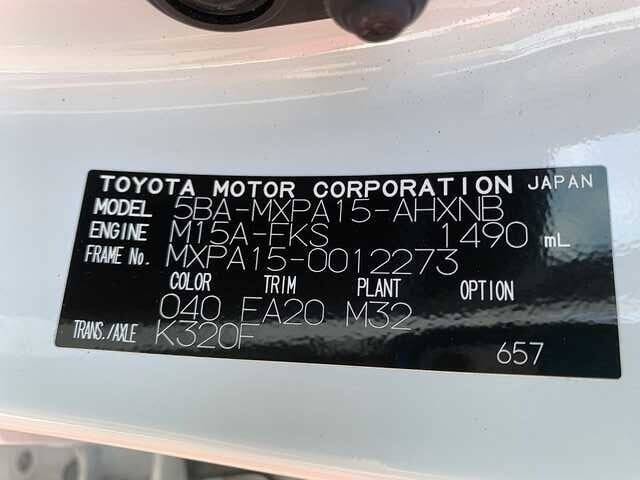 TOYOTA MOTOR CORPORATION JAPAN
MODEL 5BA-MXPA15-AHXNB
ENGINE M15A-FKS 1490 mL
FRAME No. MXPA15-0012273
COLOR TRIM PLANT OPTION
040 EA20 M32
TRANS./AXLE K320F
657